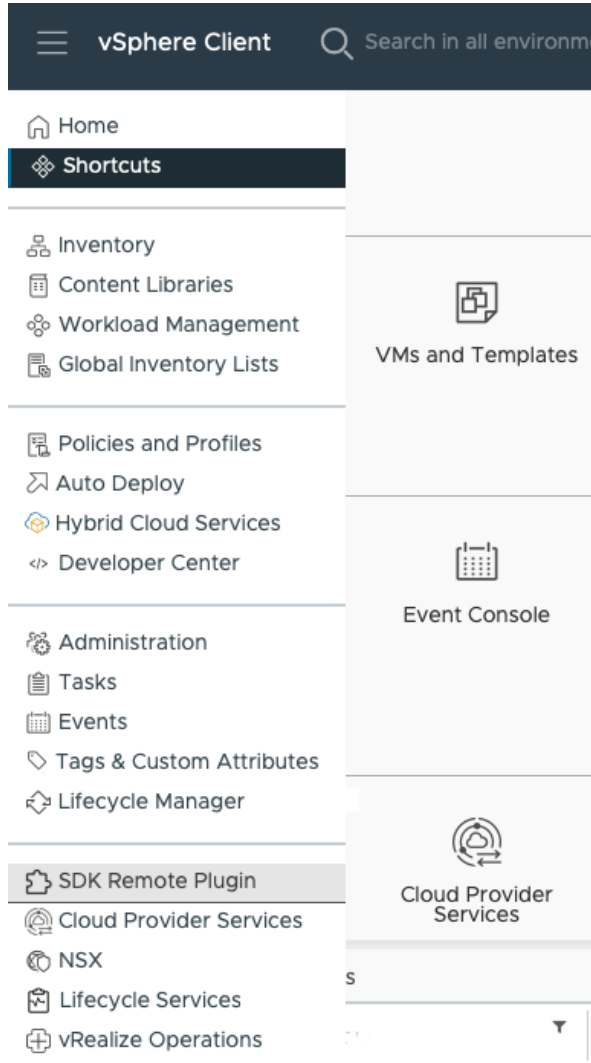 vSphere Client
Search in all environm
Home
Shortcuts
Inventory
Content Libraries
Workload Management
Global Inventory Lists
Policies and Profiles
Auto Deploy
Hybrid Cloud Services
Developer Center
Administration
Tasks
Events
Tags & Custom Attributes
Lifecycle Manager
SDK Remote Plugin
Cloud Provider Services
NSX
Lifecycle Services
vRealize Operations
VMs and Templates
Event Console
Cloud Provider
Services
s